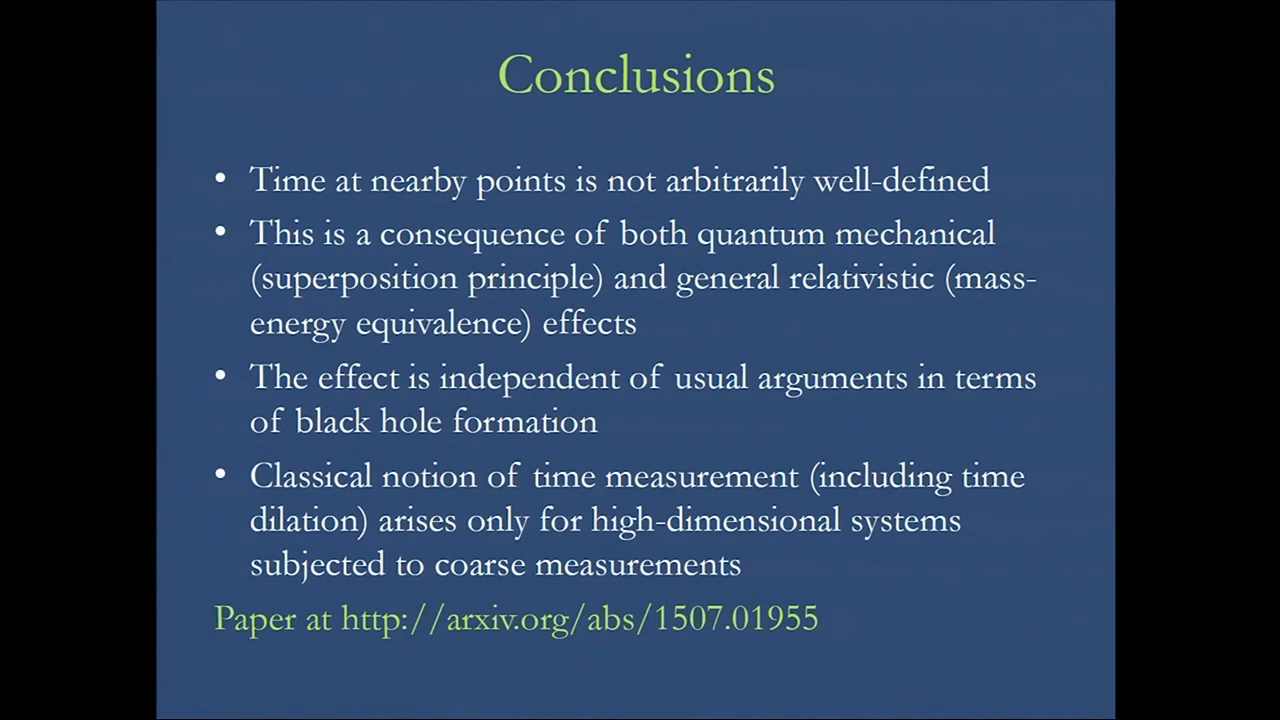 Conclusions
• Time at nearby points is not arbitrarily well-defined
• This is a consequence of both quantum mechanical
(superposition principle) and general relativistic (mass-
energy equivalence) effects
• The effect is independent of usual arguments in terms
of black hole formation
• Classical notion of time measurement (including time
dilation) arises only for high-dimensional systems
subjected to coarse measurements
Paper at http://arxiv.org/abs/1507.01955